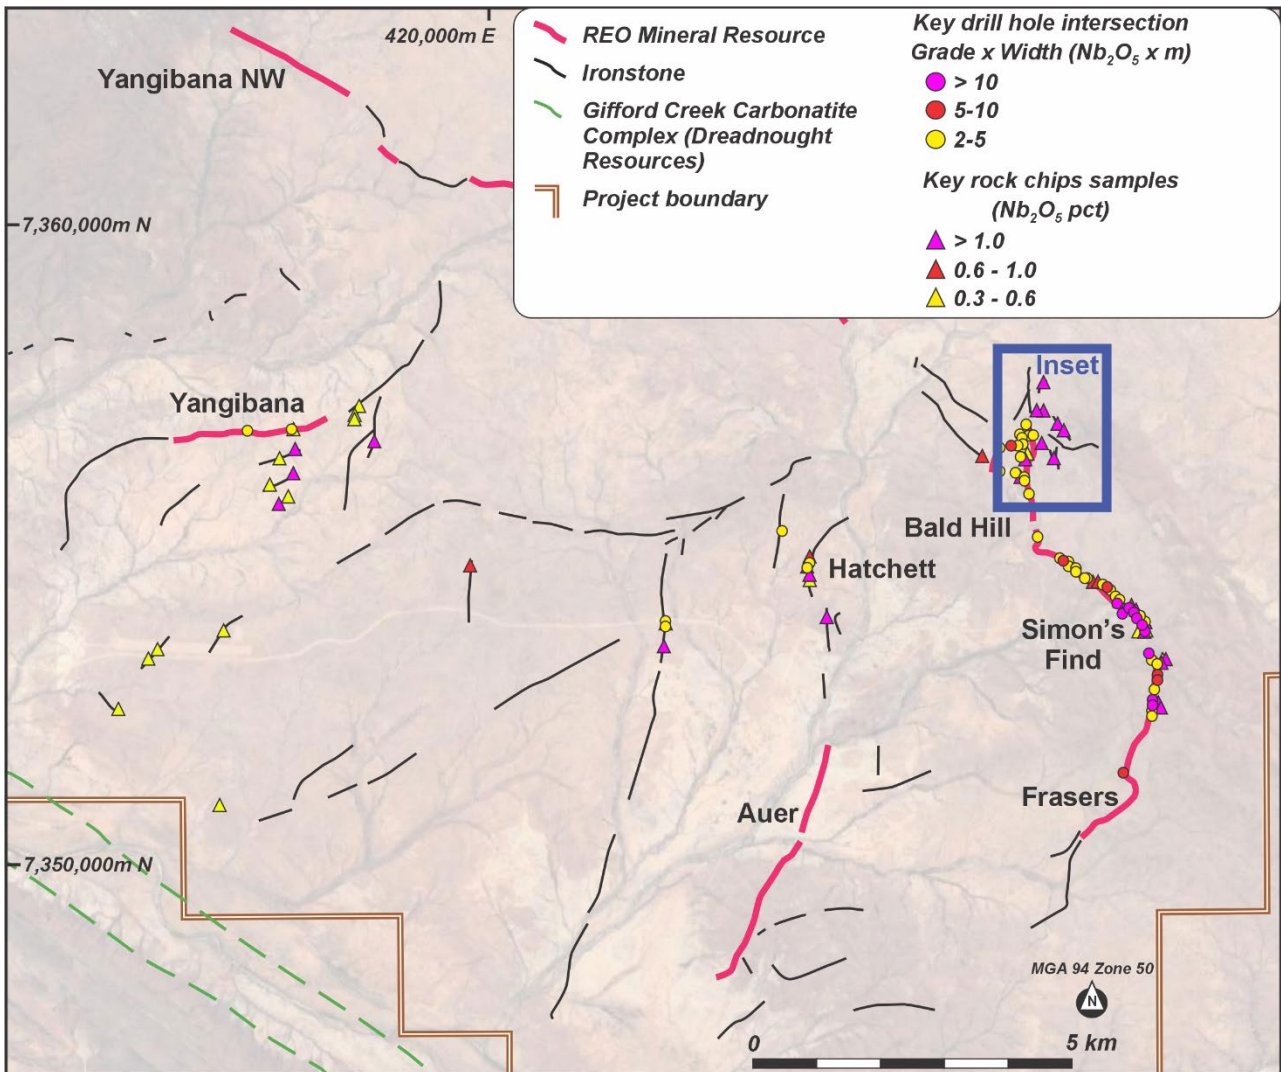 420,000m E
Yangibana NW
7,360,000m N
REO Mineral Resource
Ironstone
Gifford Creek Carbonatite
Complex (Dreadnought
Resources)
Project boundary
Key drill hole intersection
Grade x Width (Nb₂O₅ x m)
> 10
5-10
2-5
Key rock chips samples
(Nb₂O₅ pct)
> 1.0
0.6 - 1.0
0.3 - 0.6
Inset
Yangibana
Bald Hill
Hatchett
Simon's
Find
Auer
Frasers
7,350,000m N
MGA 94 Zone 50
N
0 5 km